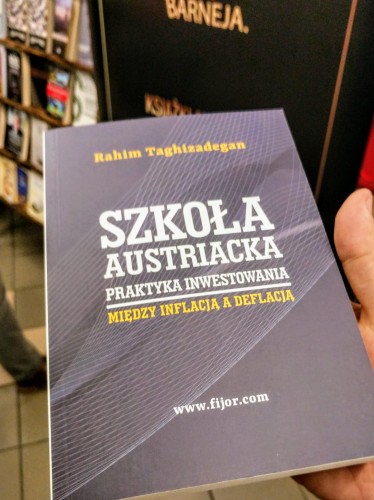 BARNEJA.
Rahim Taghizadegan
SZKOŁA
AUSTRIACKA
PRAKTYKA INWESTOWANIA
MIĘDZY INFLACJĄ A DEFLACJĄ
www.fijor.com